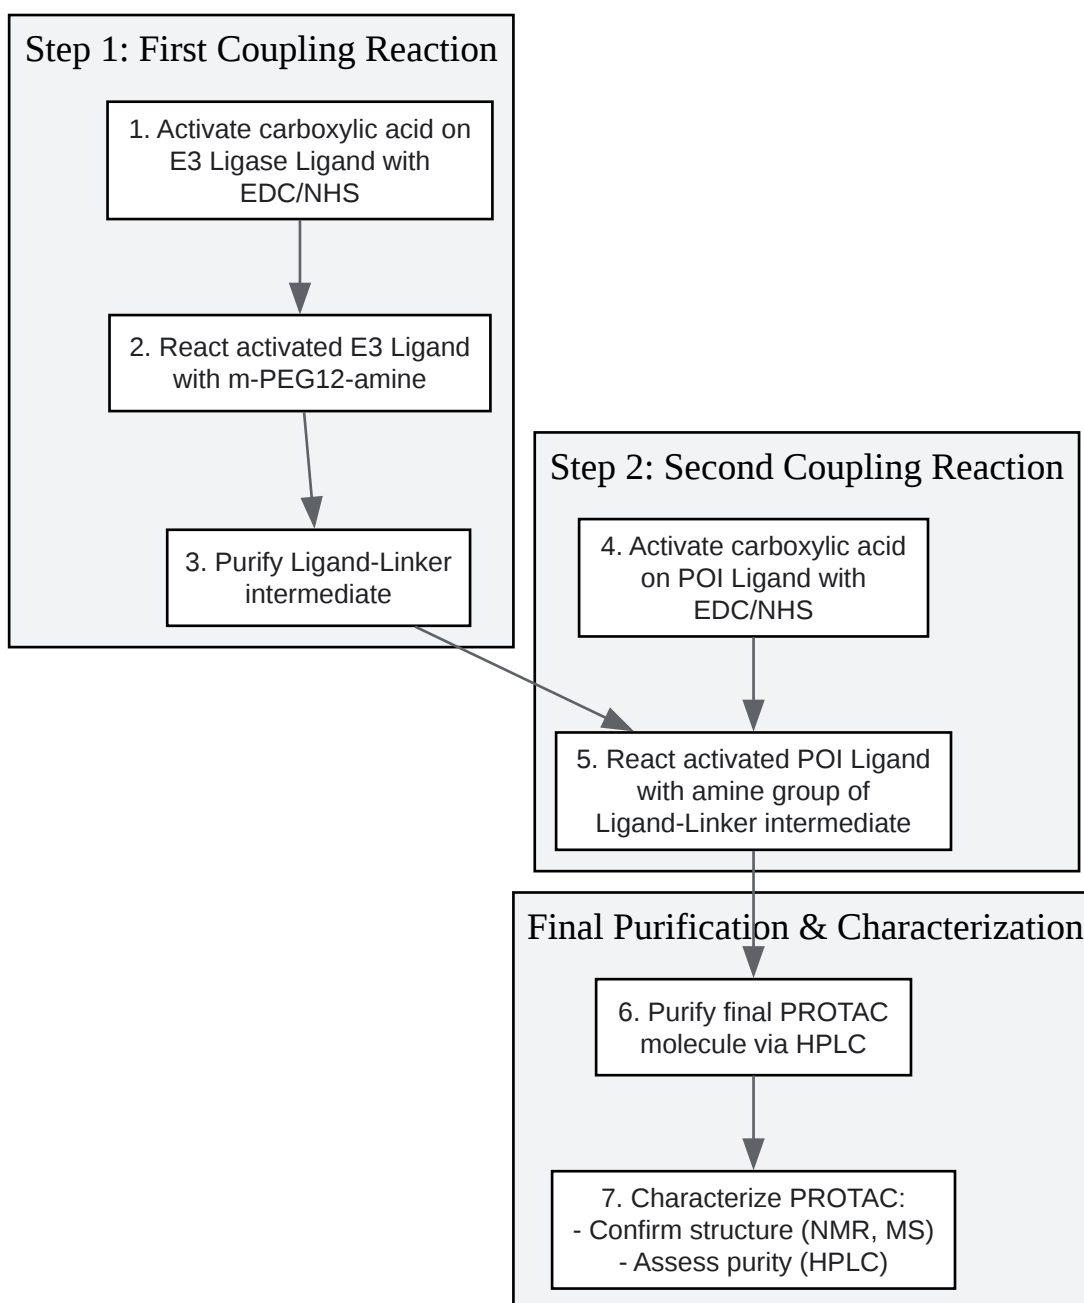 Step 1: First Coupling Reaction
1. Activate carboxylic acid on
E3 Ligase Ligand with
EDC/NHS
2. React activated E3 Ligand
with m-PEG12-amine
3. Purify Ligand-Linker
intermediate
Step 2: Second Coupling Reaction
4. Activate carboxylic acid
on POI Ligand with
EDC/NHS
5. React activated POI Ligand
with amine group of
Ligand-Linker intermediate
Final Purification & Characterization
6. Purify final PROTAC
molecule via HPLC
7. Characterize PROTAC:
- Confirm structure (NMR, MS)
- Assess purity (HPLC)